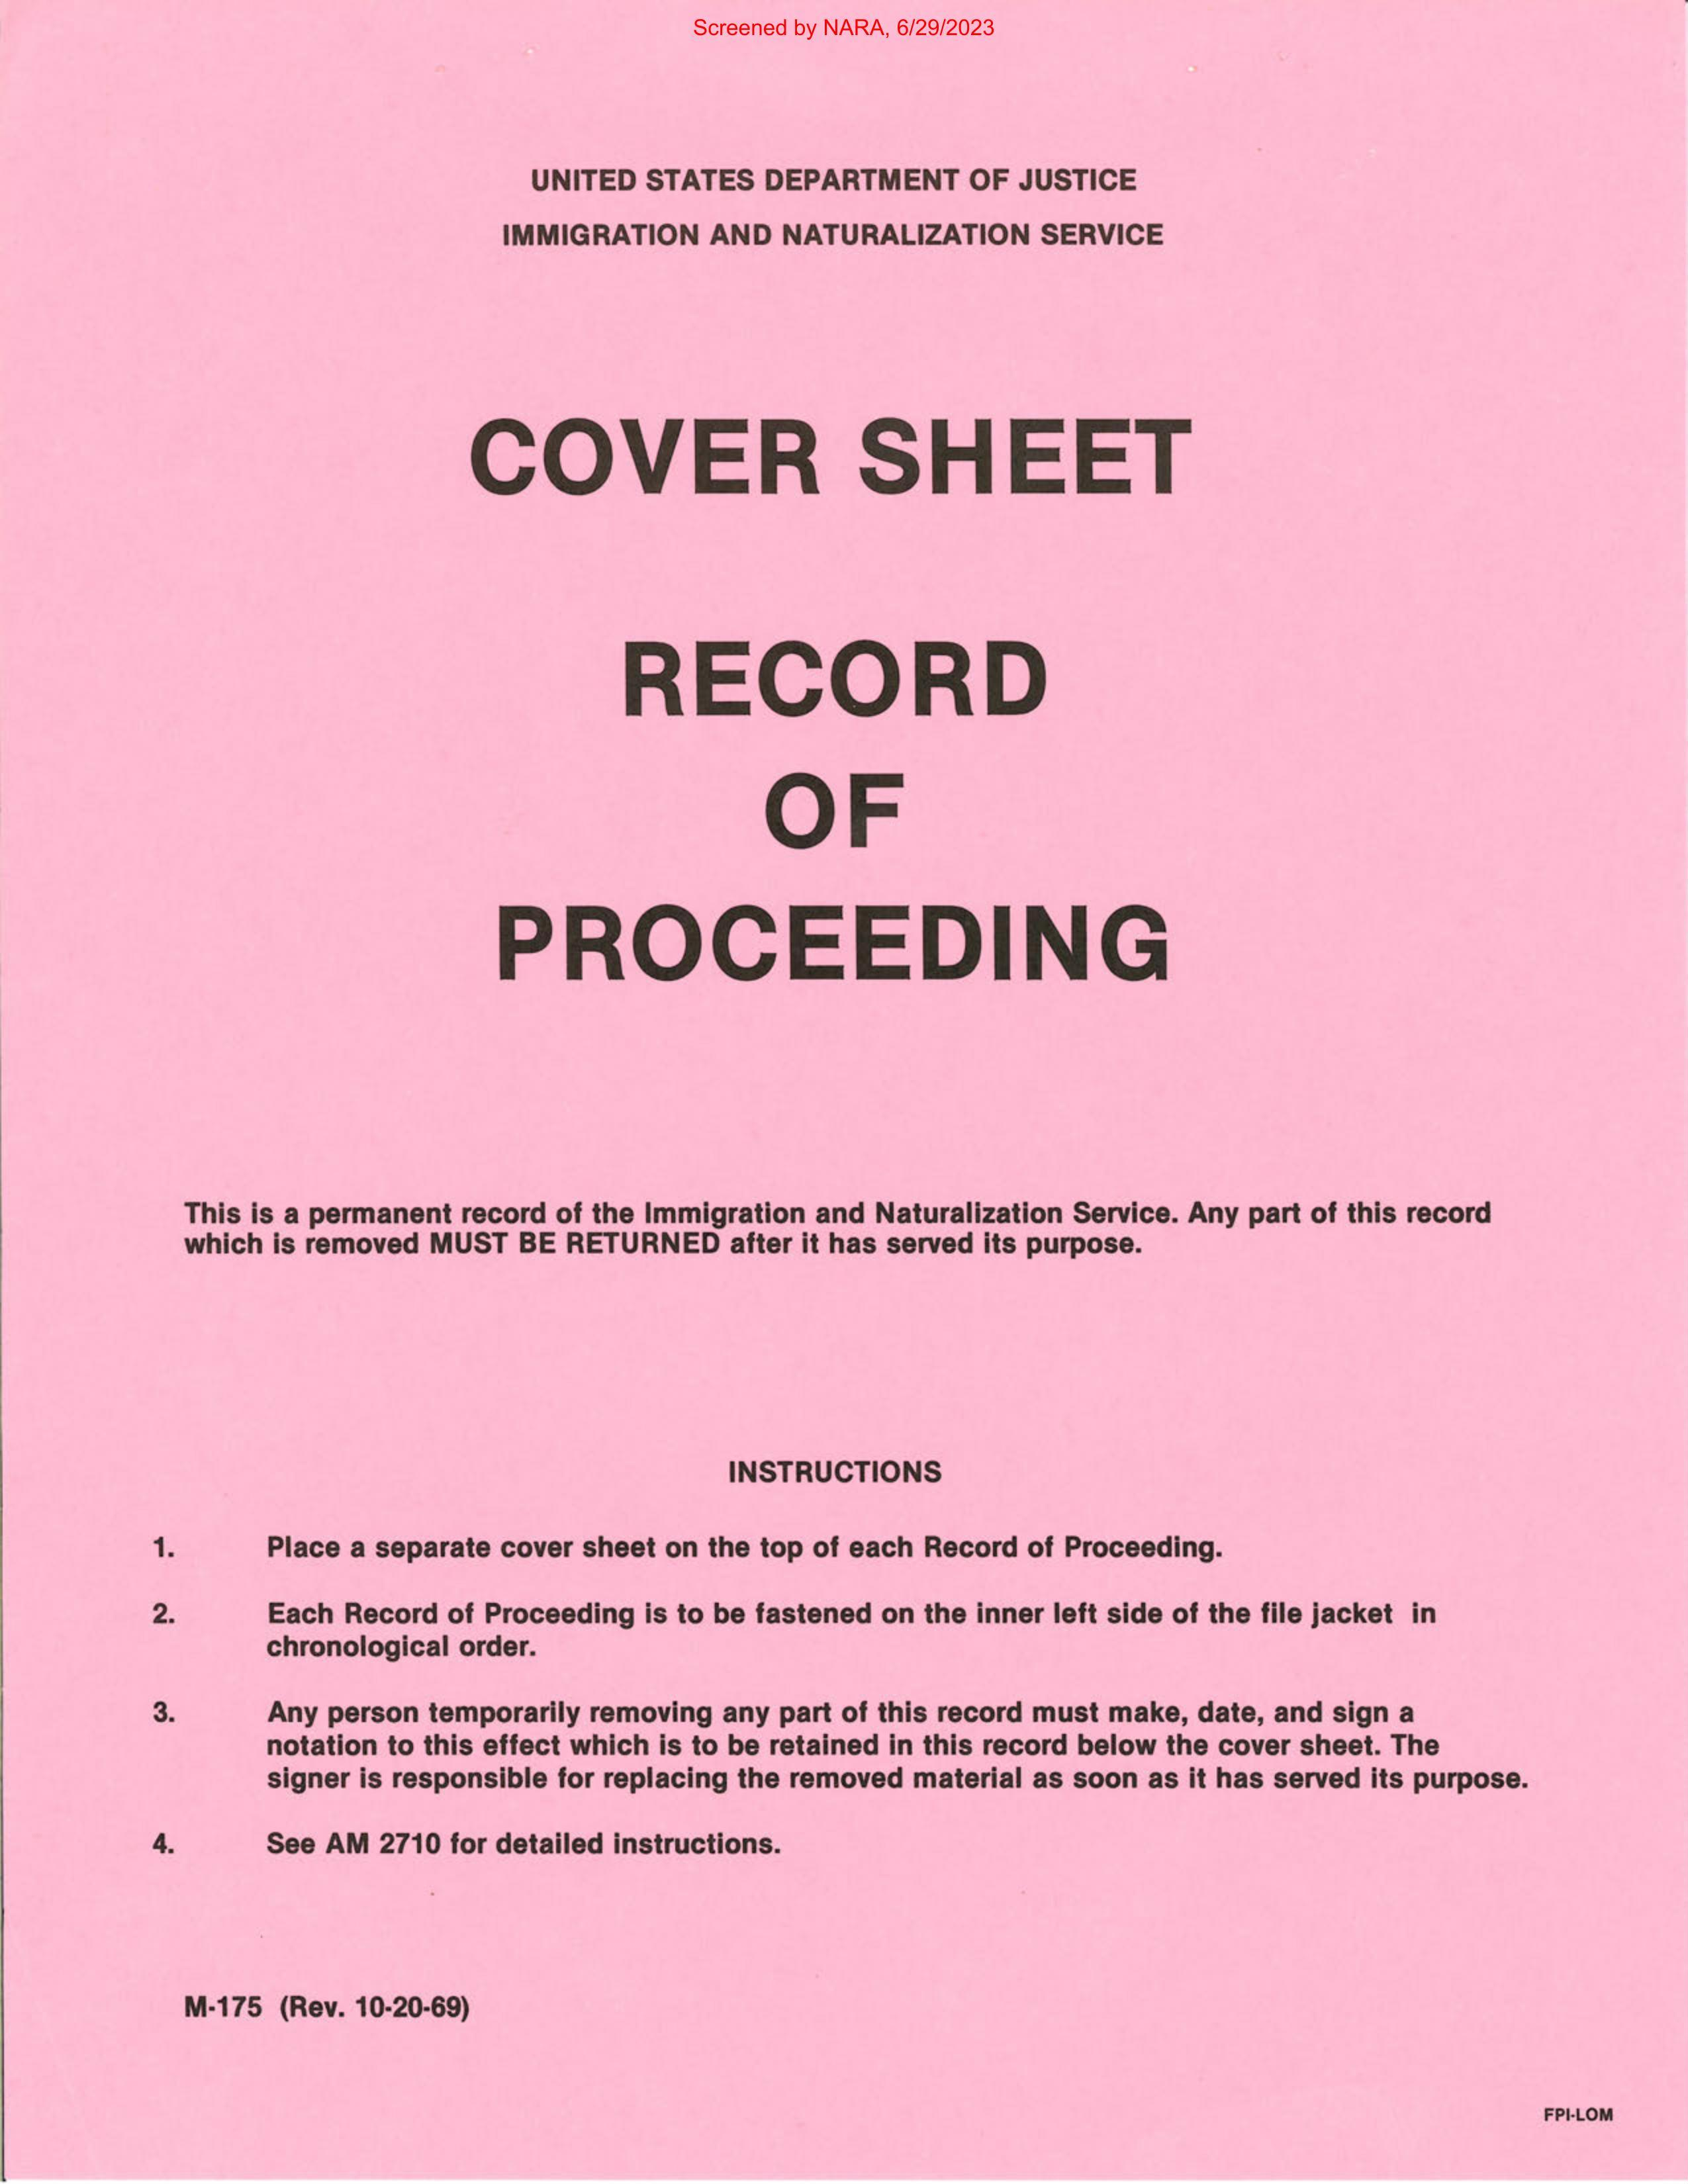 Screened by NARA, 6/29/2023
UNITED STATES DEPARTMENT OF JUSTICE
IMMIGRATION AND NATURALIZATION SERVICE
COVER SHEET
RECORD
OF
PROCEEDING
This is a permanent record of the Immigration and Naturalization Service. Any part of this record
which is removed MUST BE RETURNED after it has served its purpose.
INSTRUCTIONS
1. Place a separate cover sheet on the top of each Record of Proceeding.
2. Each Record of Proceeding is to be fastened on the inner left side of the file jacket in
chronological order.
3. Any person temporarily removing any part of this record must make, date, and sign a
notation to this effect which is to be retained in this record below the cover sheet. The
signer is responsible for replacing the removed material as soon as it has served its purpose.
4. See AM 2710 for detailed instructions.
M-175 (Rev. 10-20-69)
FPI-LOM